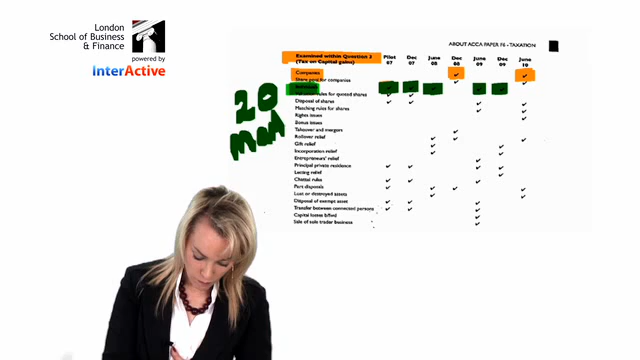 London
School of Business
& Finance
powered by
InterActive
ABOUT ACCA PAPER F6 - TAXATION
Examined within Question 3 Pilot Dec June Dec June Dec June
(Tax on Capital gains) 07 07 08 08 09 09 10
Companies
Share pool for companies
rules for quoted shares
Disposal of shares
Matching rules for shares
Rights issues
Bonus issues
Takeover and mergers
Rollover relief
Gift relief
Incorporation relief
Entrepreneurs' relief
Principal private residence
Letting relief
Chattel rules
Part disposals
Lost or destroyed assets
Disposal of exempt asset
Transfer between connected persons
Capital losses b/fwd
Sale of sole trader business
20